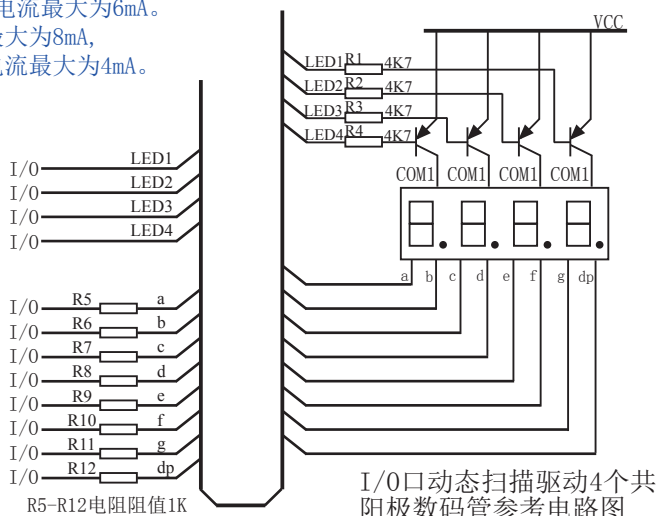 电流最大为6mA。
最大为8mA,
电流最大为4mA。
VCC
LED1 R1 4K7
LED2 R2 4K7
LED3 R3 4K7
LED4 R4 4K7
COM1 COM1 COM1 COM1
I/O LED1
I/O LED2
I/O LED3
I/O LED4
a b c d e f g dp
I/O R5 a
I/O R6 b
I/O R7 c
I/O R8 d
I/O R9 e
I/O R10 f
I/O R11 g
I/O R12 dp
R5-R12电阻阻值1K
I/O口动态扫描驱动4个共
阳极数码管参考电路图